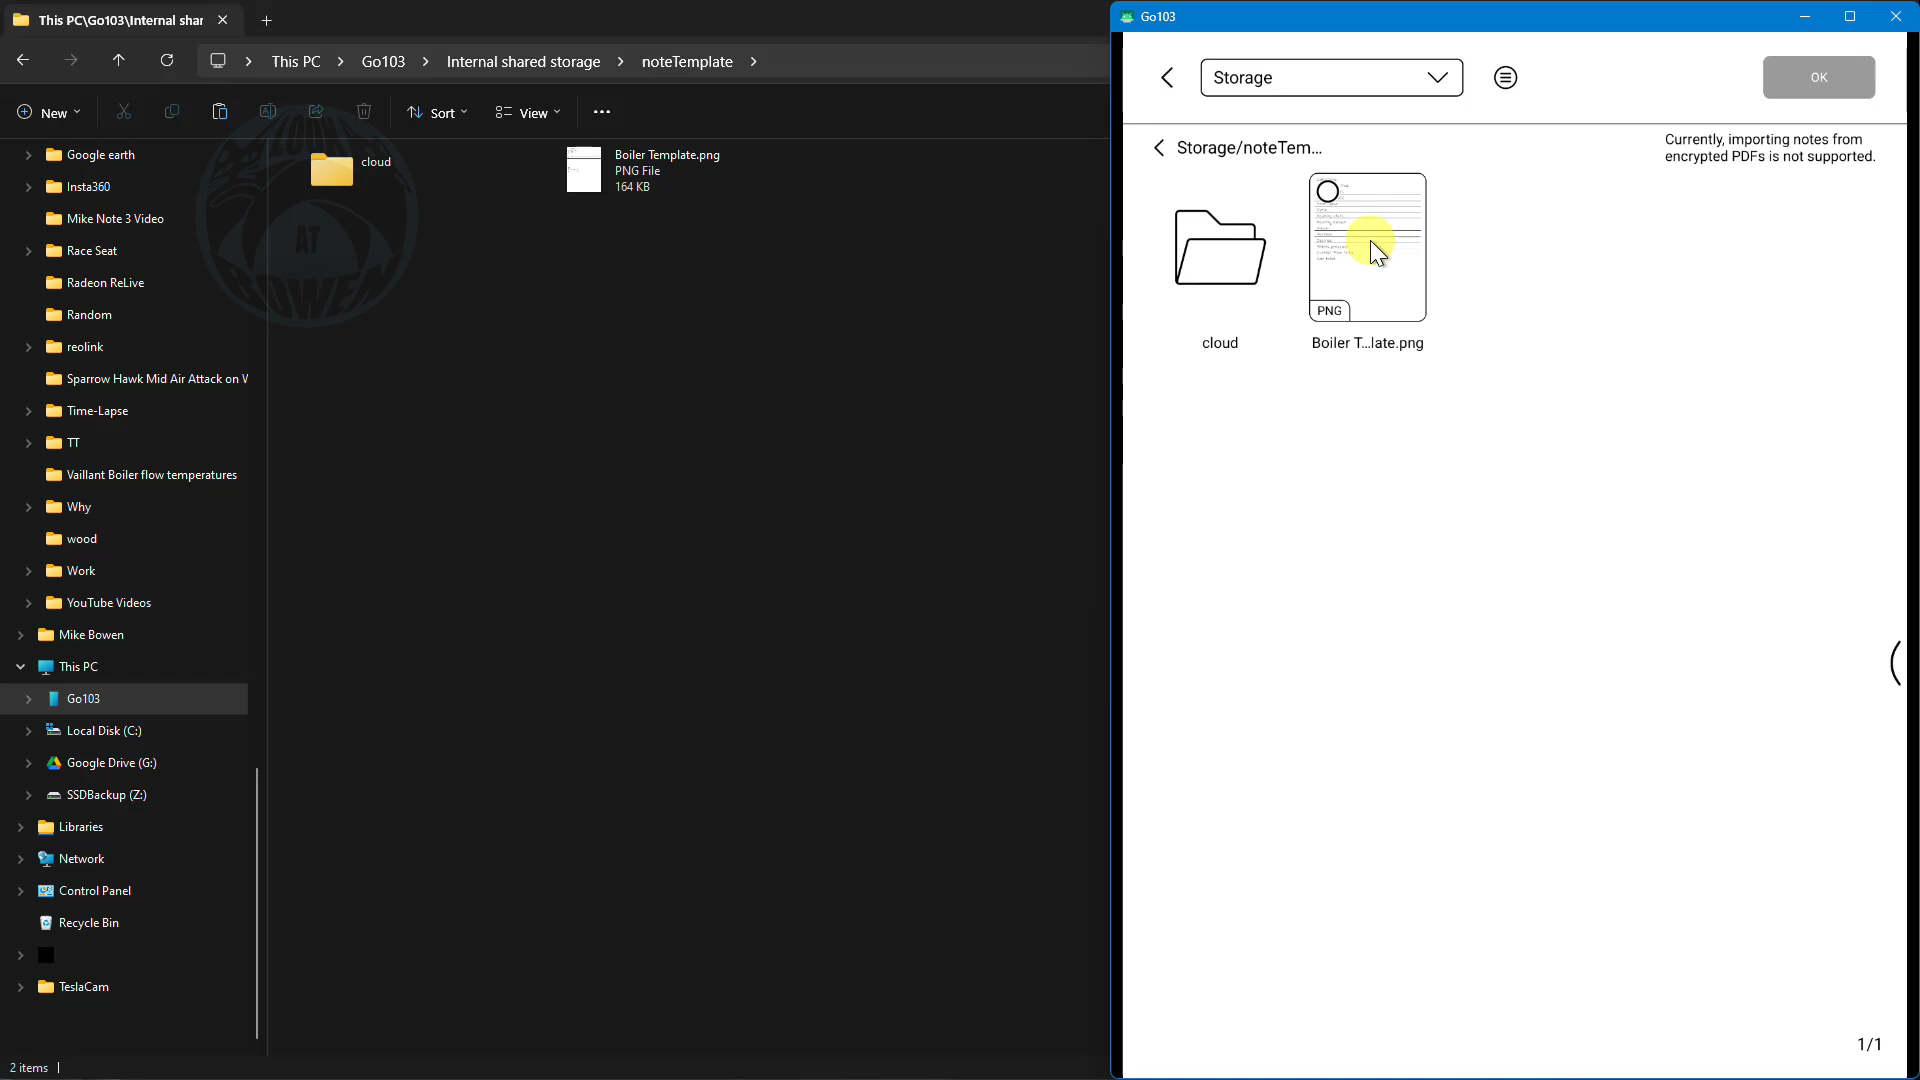 This PC\Go103\Internal shar
This PC > Go103 > Internal shared storage > noteTemplate >
New
Sort
View
Google earth
Insta360
Mike Note 3 Video
Race Seat
Radeon ReLive
Random
reolink
Sparrow Hawk Mid Air Attack on W
Time-Lapse
TT
Vaillant Boiler flow temperatures
Why
wood
Work
YouTube Videos
Mike Bowen
This PC
Go103
Local Disk (C:)
Google Drive (G:)
SSDBackup (Z:)
Libraries
Network
Control Panel
Recycle Bin
TeslaCam
2 items
cloud
Boiler Template.png
PNG File
164 KB
AT
BOWEN
Go103
Storage
OK
Storage/noteTem...
Currently, importing notes from
encrypted PDFs is not supported.
PNG
cloud
Boiler T...late.png
1/1